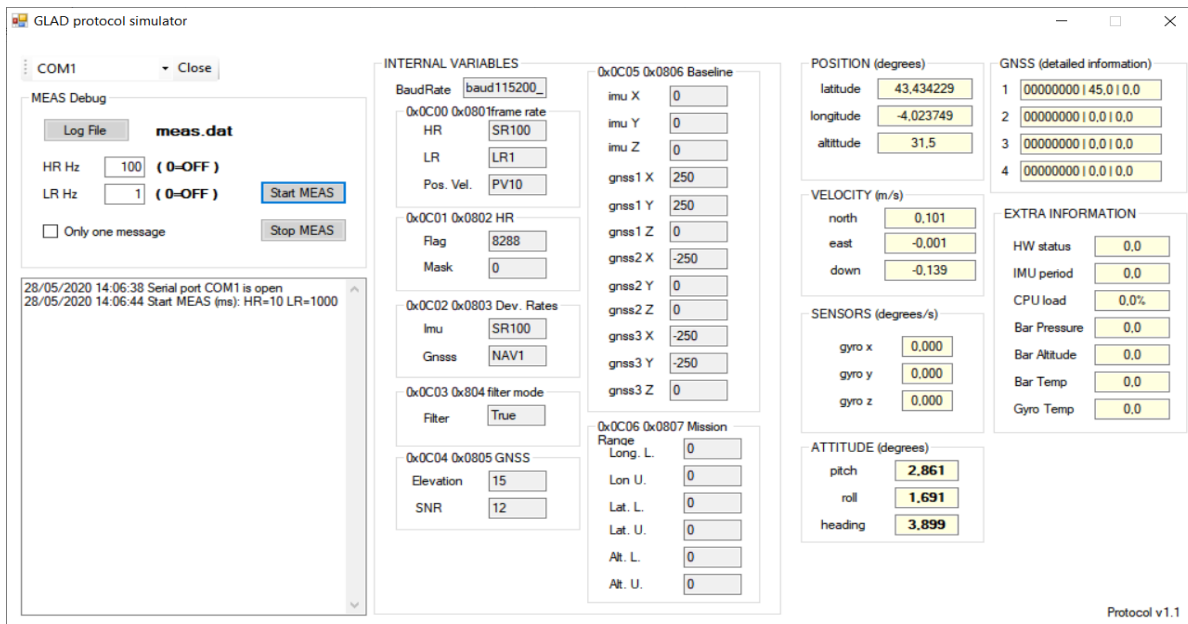 GLAD protocol simulator
COM1 Close
MEAS Debug
Log File meas.dat
HR Hz 100 ( 0=OFF )
LR Hz 1 ( 0=OFF ) Start MEAS
Only one message Stop MEAS
28/05/2020 14:06:38 Serial port COM1 is open
28/05/2020 14:06:44 Start MEAS (ms): HR=10 LR=1000
INTERNAL VARIABLES
BaudRate baud115200_
0x0C00 0x0801frame rate
HR SR100
LR LR1
Pos. Vel. PV10
0x0C01 0x0802 HR
Flag 8288
Mask 0
0x0C02 0x0803 Dev. Rates
Imu SR100
Gnsss NAV1
0x0C03 0x804 filter mode
Filter True
0x0C04 0x0805 GNSS
Elevation 15
SNR 12
0x0C05 0x0806 Baseline
imu X 0
imu Y 0
imu Z 0
gnss1 X 250
gnss1 Y 250
gnss1 Z 0
gnss2 X -250
gnss2 Y 0
gnss2 Z 0
gnss3 X -250
gnss3 Y -250
gnss3 Z 0
0x0C06 0x0807 Mission
Range
Long. L. 0
Lon U. 0
Lat. L. 0
Lat. U. 0
Alt. L. 0
Alt. U. 0
POSITION (degrees)
latitude 43,434229
longitude -4,023749
altittude 31,5
VELOCITY (m/s)
north 0,101
east -0,001
down -0,139
SENSORS (degrees/s)
gyro x 0,000
gyro y 0,000
gyro z 0,000
ATTITUDE (degrees)
pitch 2,861
roll 1,691
heading 3,899
GNSS (detailed information)
1 00000000 | 45,0 | 0,0
2 00000000 | 0,0 | 0,0
3 00000000 | 0,0 | 0,0
4 00000000 | 0,0 | 0,0
EXTRA INFORMATION
HW status 0,0
IMU period 0,0
CPU load 0,0%
Bar Pressure 0,0
Bar Altitude 0,0
Bar Temp 0,0
Gyro Temp 0,0
Protocol v1.1